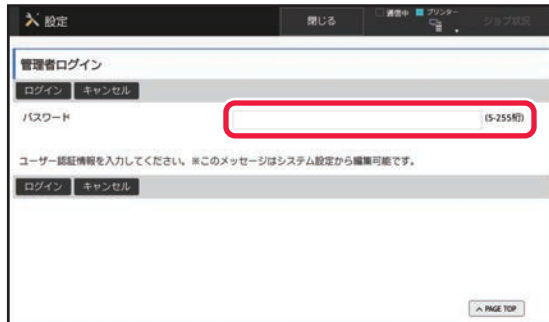 設定
閉じる
通信中
プリンター
ジョブ状況
管理者ログイン
ログイン キャンセル
パスワード
(5-255桁)
ユーザー認証情報を入力してください。※このメッセージはシステム設定から編集可能です。
ログイン キャンセル
PAGE TOP